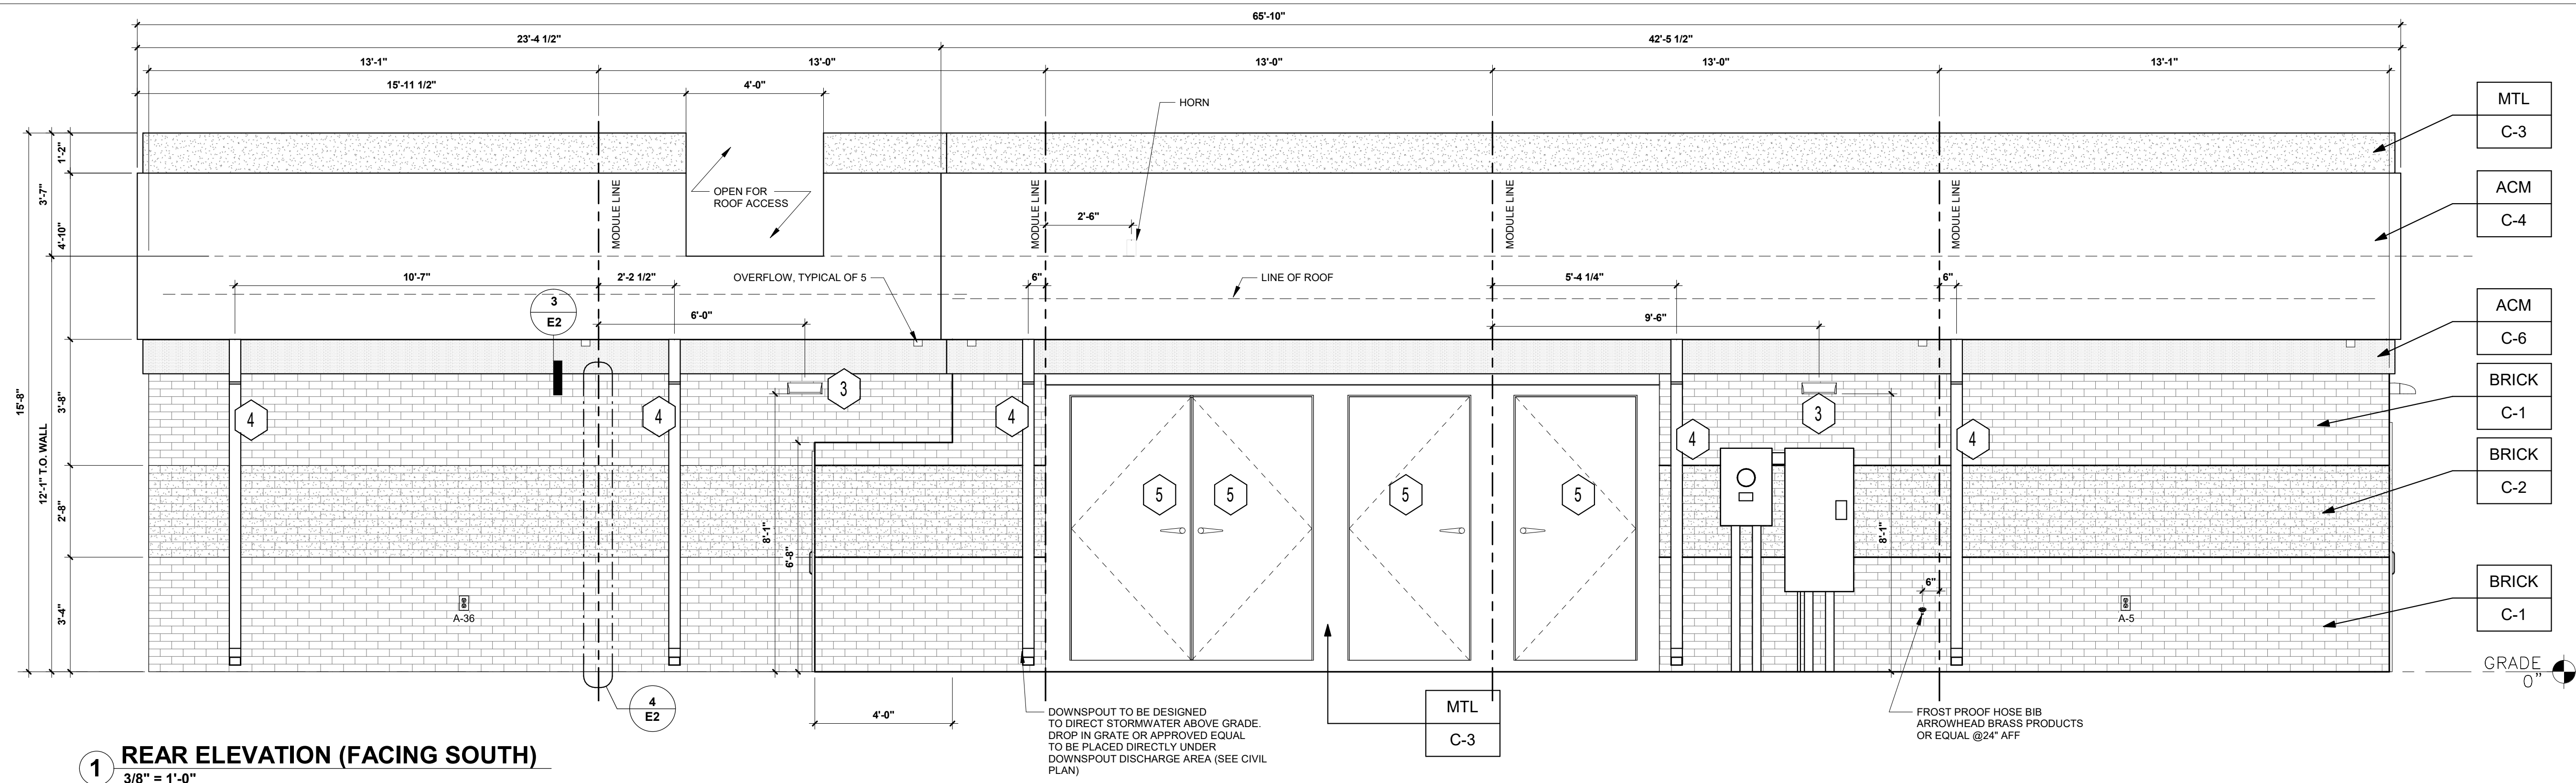 65'-10"
23'-4 1/2"
42'-5 1/2"
13'-1"
13'-0"
13'-0"
13'-0"
13'-1"
15'-11 1/2"
4'-0"
HORN
MTL
C-3
1'-2"
3'-7"
4'-10"
MODULE LINE
OPEN FOR
ROOF ACCESS
MODULE LINE
2'-6"
MODULE LINE
MODULE LINE
ACM
C-4
10'-7"
2'-2 1/2"
OVERFLOW, TYPICAL OF 5
6"
LINE OF ROOF
5'-4 1/4"
6"
3
E2
6'-0"
9'-6"
ACM
C-6
15'-8"
12'-1" T.O. WALL
3'-8"
2'-8"
3'-4"
4
4
3
4
4
3
4
BRICK
C-1
BRICK
C-2
5
5
5
5
8'-1"
6'-8"
8'-1"
6"
A-36
A-5
BRICK
C-1
GRADE
0"
4
E2
4'-0"
DOWNSPOUT TO BE DESIGNED
TO DIRECT STORMWATER ABOVE GRADE.
DROP IN GRATE OR APPROVED EQUAL
TO BE PLACED DIRECTLY UNDER
DOWNSPOUT DISCHARGE AREA (SEE CIVIL
PLAN)
MTL
C-3
FROST PROOF HOSE BIB
ARROWHEAD BRASS PRODUCTS
OR EQUAL @24" AFF
1
REAR ELEVATION (FACING SOUTH)
3/8" = 1'-0"